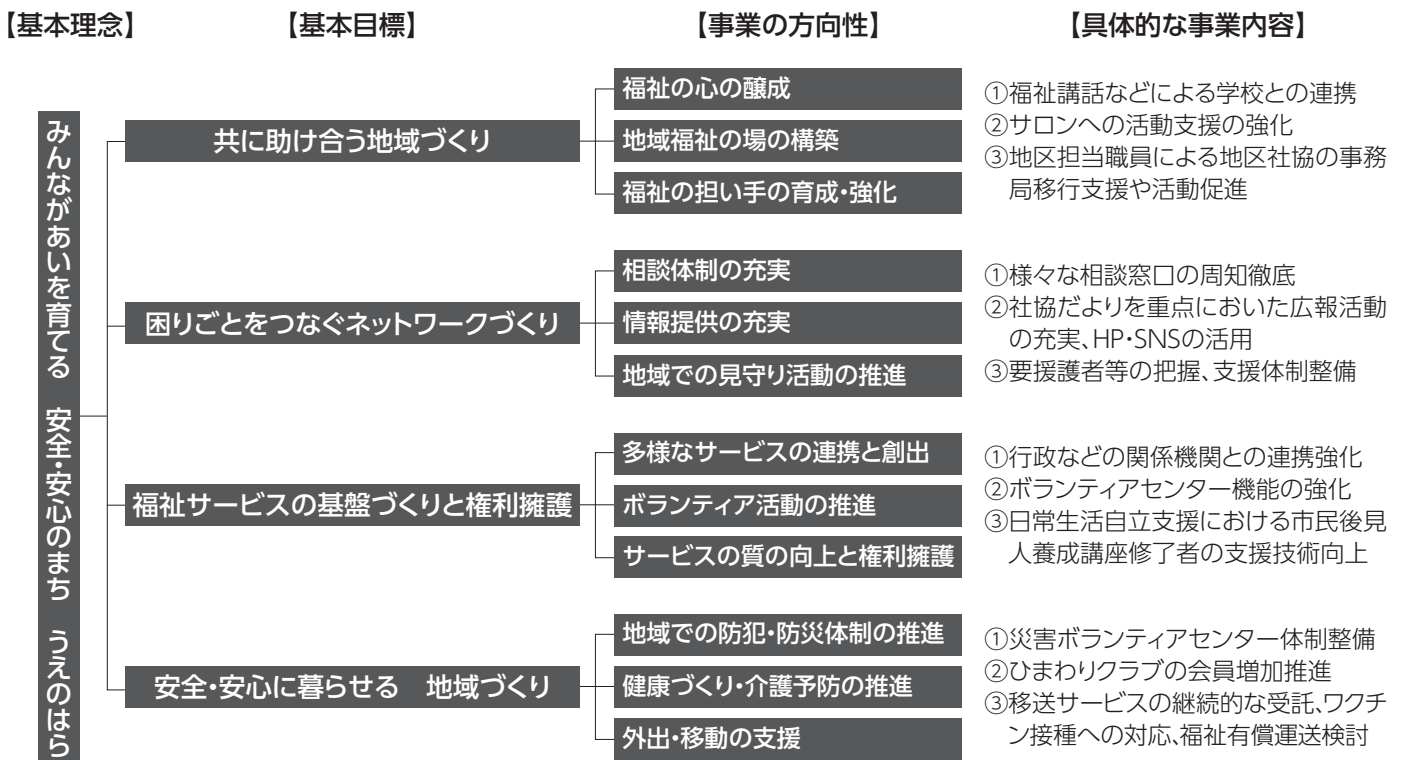 【基本理念】
【基本目標】
【事業の方向性】
【具体的な事業内容】
みんながあいを育てる 安全・安心のまち うえのはら
共に助け合う地域づくり
福祉の心の醸成
地域福祉の場の構築
福祉の担い手の育成・強化
①福祉講話などによる学校との連携
②サロンへの活動支援の強化
③地区担当職員による地区社協の事務
局移行支援や活動促進
困りごとをつなぐネットワークづくり
相談体制の充実
情報提供の充実
地域での見守り活動の推進
①様々な相談窓口の周知徹底
②社協だよりを重点においた広報活動
の充実、HP・SNSの活用
③要援護者等の把握、支援体制整備
福祉サービスの基盤づくりと権利擁護
多様なサービスの連携と創出
ボランティア活動の推進
サービスの質の向上と権利擁護
①行政などの関係機関との連携強化
②ボランティアセンター機能の強化
③日常生活自立支援における市民後見
人養成講座修了者の支援技術向上
安全・安心に暮らせる 地域づくり
地域での防犯・防災体制の推進
健康づくり・介護予防の推進
外出・移動の支援
①災害ボランティアセンター体制整備
②ひまわりクラブの会員増加推進
③移送サービスの継続的な受託、ワクチ
ン接種への対応、福祉有償運送検討